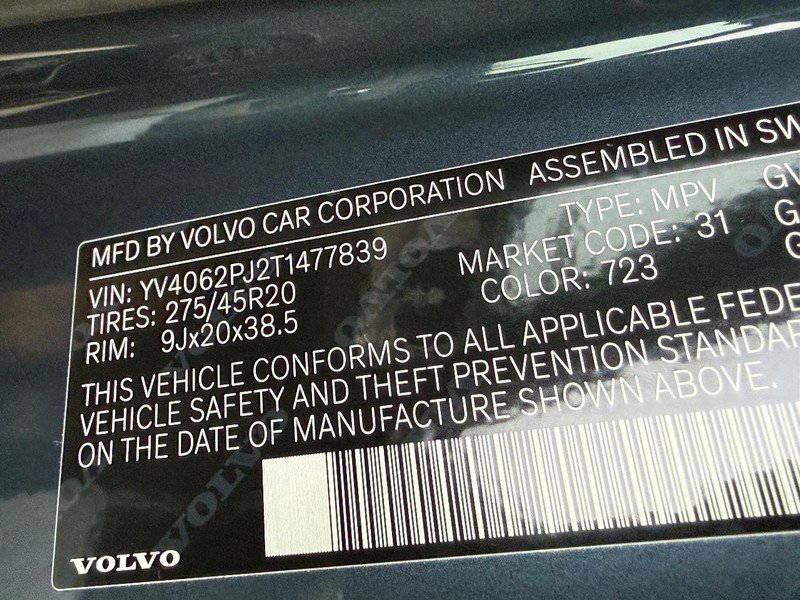 MFD BY VOLVO CAR CORPORATION ASSEMBLED IN SW
VIN: YV4062PJ2T1477839 TYPE: MPV GV
TIRES: 275/45R20 MARKET CODE: 31 G
RIM: 9Jx20x38.5 COLOR: 723 G
THIS VEHICLE CONFORMS TO ALL APPLICABLE FEDE
VEHICLE SAFETY AND THEFT PREVENTION STANDAR
ON THE DATE OF MANUFACTURE SHOWN ABOVE.
VOLVO